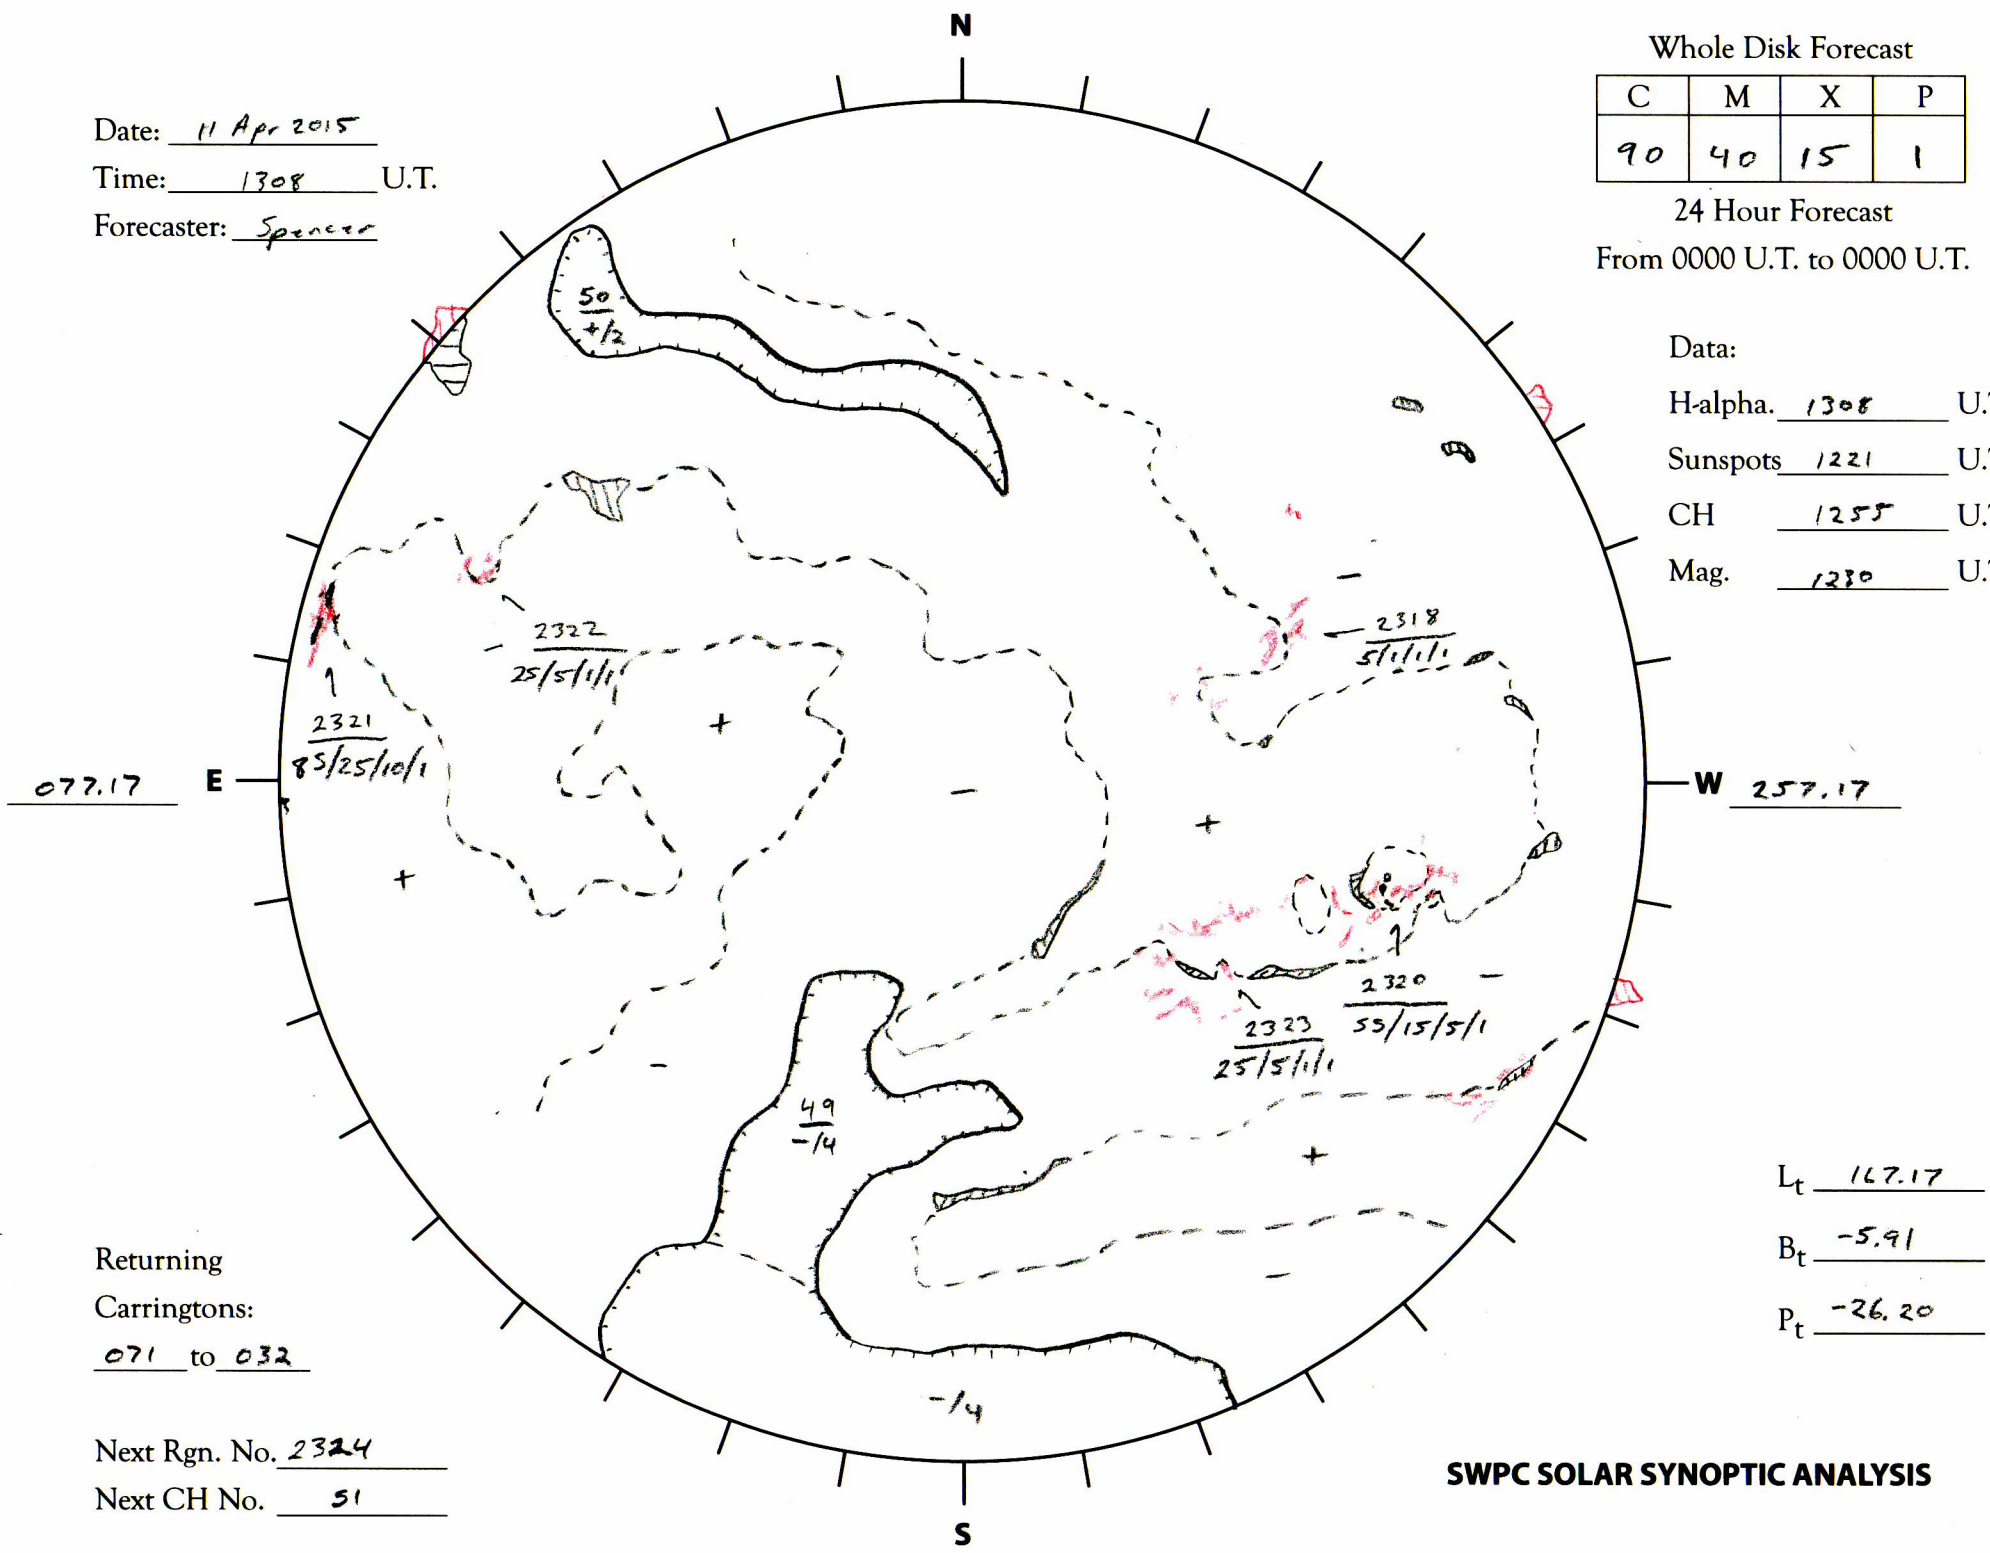 N
Date: 11 Apr 2015
Time: 1308 U.T.
Forecaster: Spencer
Whole Disk Forecast
C M X P
90 40 15 1
24 Hour Forecast
From 0000 U.T. to 0000 U.T.
Data:
H-alpha. 1308 U.T
Sunspots 1221 U.T
CH 1255 U.T
Mag. 1230 U.T
50
+/2
2322
25/5/1/1
2318
5/1/1/1
2321
85/25/10/1
077.17 E
W 257.17
2320
55/15/5/1
2323
25/5/1/1
49
-/4
-/4
Lt 167.17
Bt -5.91
Pt -26.20
Returning
Carringtons:
071 to 032
Next Rgn. No. 2324
Next CH No. 51
S
SWPC SOLAR SYNOPTIC ANALYSIS